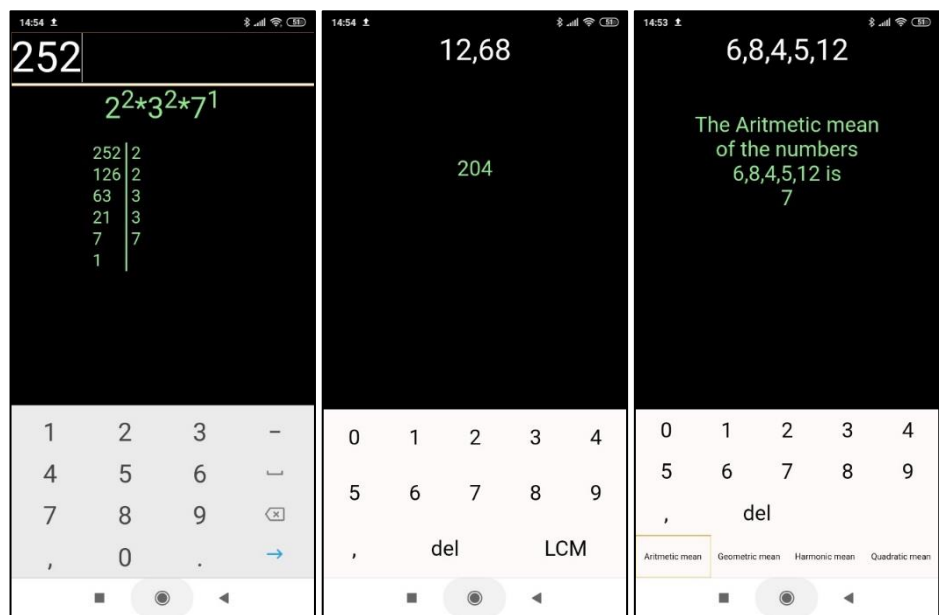 14:54
51
252
2²*3²*7¹
252 2
126 2
63 3
21 3
7 7
1
1 2 3 -
4 5 6
7 8 9
, 0 .
14:54
51
12,68
204
0 1 2 3 4
5 6 7 8 9
, del LCM
14:53
51
6,8,4,5,12
The Aritmetic mean
of the numbers
6,8,4,5,12 is
7
0 1 2 3 4
5 6 7 8 9
, del
Aritmetic mean Geometric mean Harmonic mean Quadratic mean